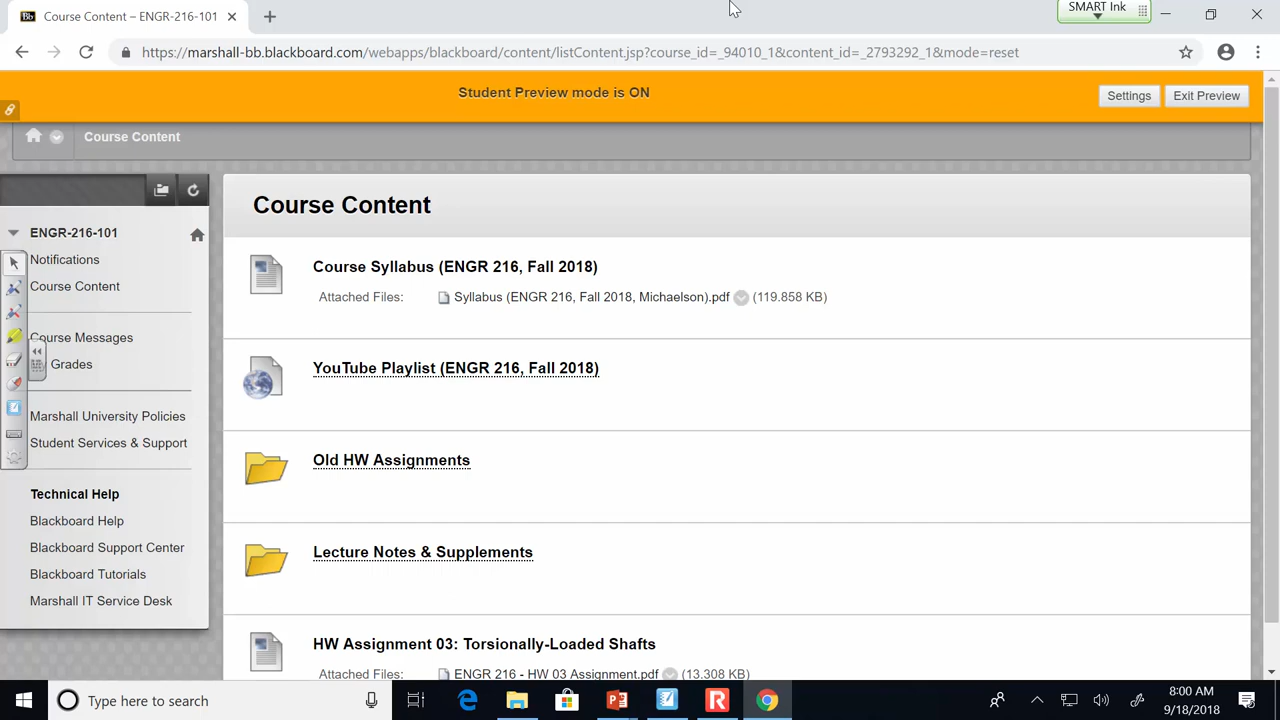 Course Content – ENGR-216-101
SMART Ink
https://marshall-bb.blackboard.com/webapps/blackboard/content/listContent.jsp?course_id=_94010_1&content_id=_2793292_1&mode=reset
Student Preview mode is ON
Settings
Exit Preview
Course Content
ENGR-216-101
Notifications
Course Content
Course Messages
Grades
Marshall University Policies
Student Services & Support
Technical Help
Blackboard Help
Blackboard Support Center
Blackboard Tutorials
Marshall IT Service Desk
Course Content
Course Syllabus (ENGR 216, Fall 2018)
Attached Files: Syllabus (ENGR 216, Fall 2018, Michaelson).pdf (119.858 KB)
YouTube Playlist (ENGR 216, Fall 2018)
Old HW Assignments
Lecture Notes & Supplements
HW Assignment 03: Torsionally-Loaded Shafts
Attached Files: ENGR 216 - HW 03 Assignment.pdf (13.308 KB)
Type here to search
8:00 AM
9/18/2018